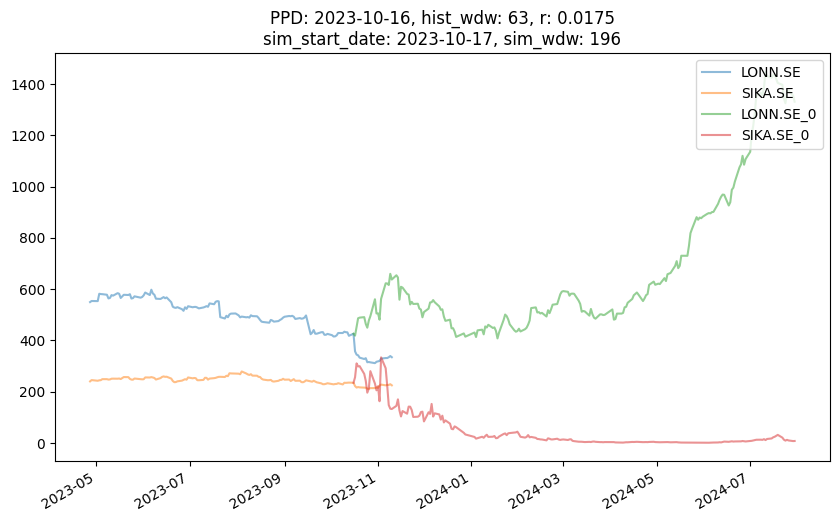 PPD: 2023-10-16, hist_wdw: 63, r: 0.0175
sim_start_date: 2023-10-17, sim_wdw: 196
LONN.SE
SIKA.SE
LONN.SE_0
SIKA.SE_0
1400
1200
1000
800
600
400
200
0
2023-05
2023-07
2023-09
2023-11
2024-01
2024-03
2024-05
2024-07